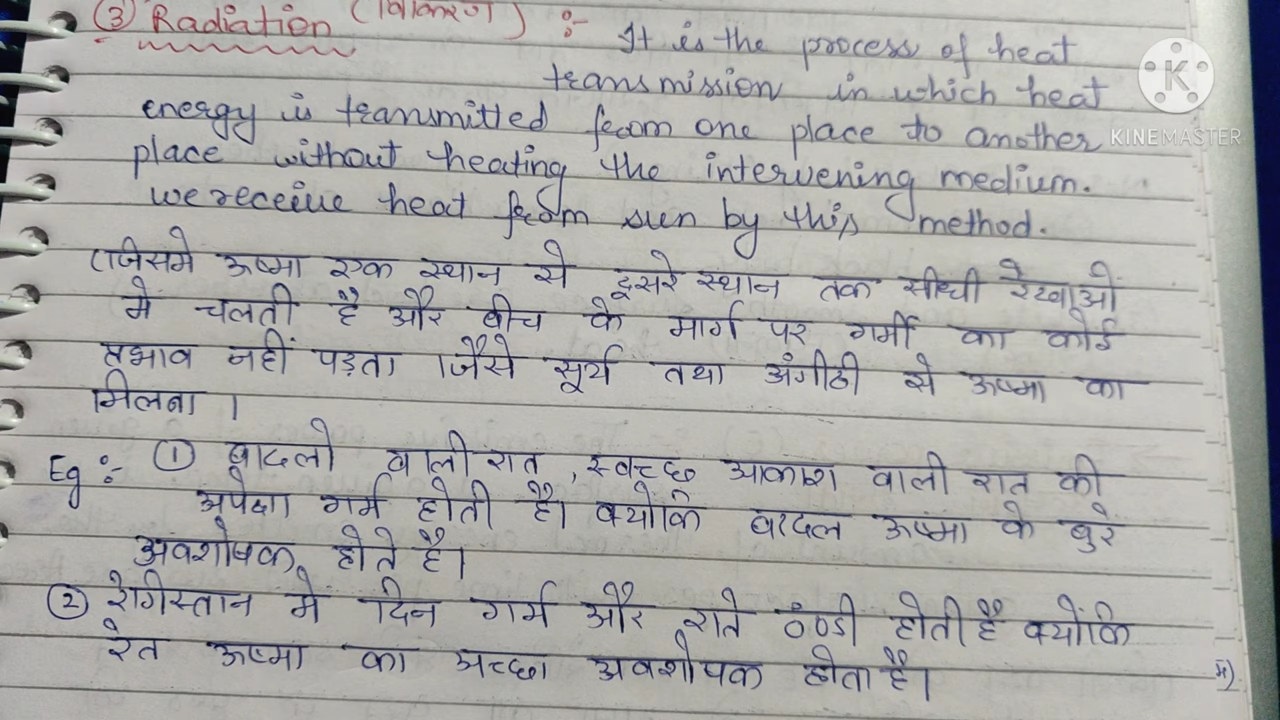 ③ Radiation (विकिरण) :- It is the process of heat
transmission in which heat
energy is transmitted from one place to another
place without heating the intervening medium.
we receive heat from sun by this method.
(जिसमे ऊष्मा एक स्थान से दूसरे स्थान तक सीधी रेखाओं
मे चलती है और बीच के मार्ग पर गर्मी का कोई
प्रभाव नहीं पड़ता । जैसे सूर्य तथा अंगीठी से ऊष्मा का
मिलना ।
Eg :- ① बादलो वाली रात , स्वच्छ आकाश वाली रात की
अपेक्षा गर्म होती है। क्योकि बादल ऊष्मा के बुरे
अवशोषक होते है।
② रेगिस्तान मे दिन गर्म और राते ठण्डी होती है क्योंकि
रेत ऊष्मा का अच्छा अवशोषक होता है।
K
KINEMASTER